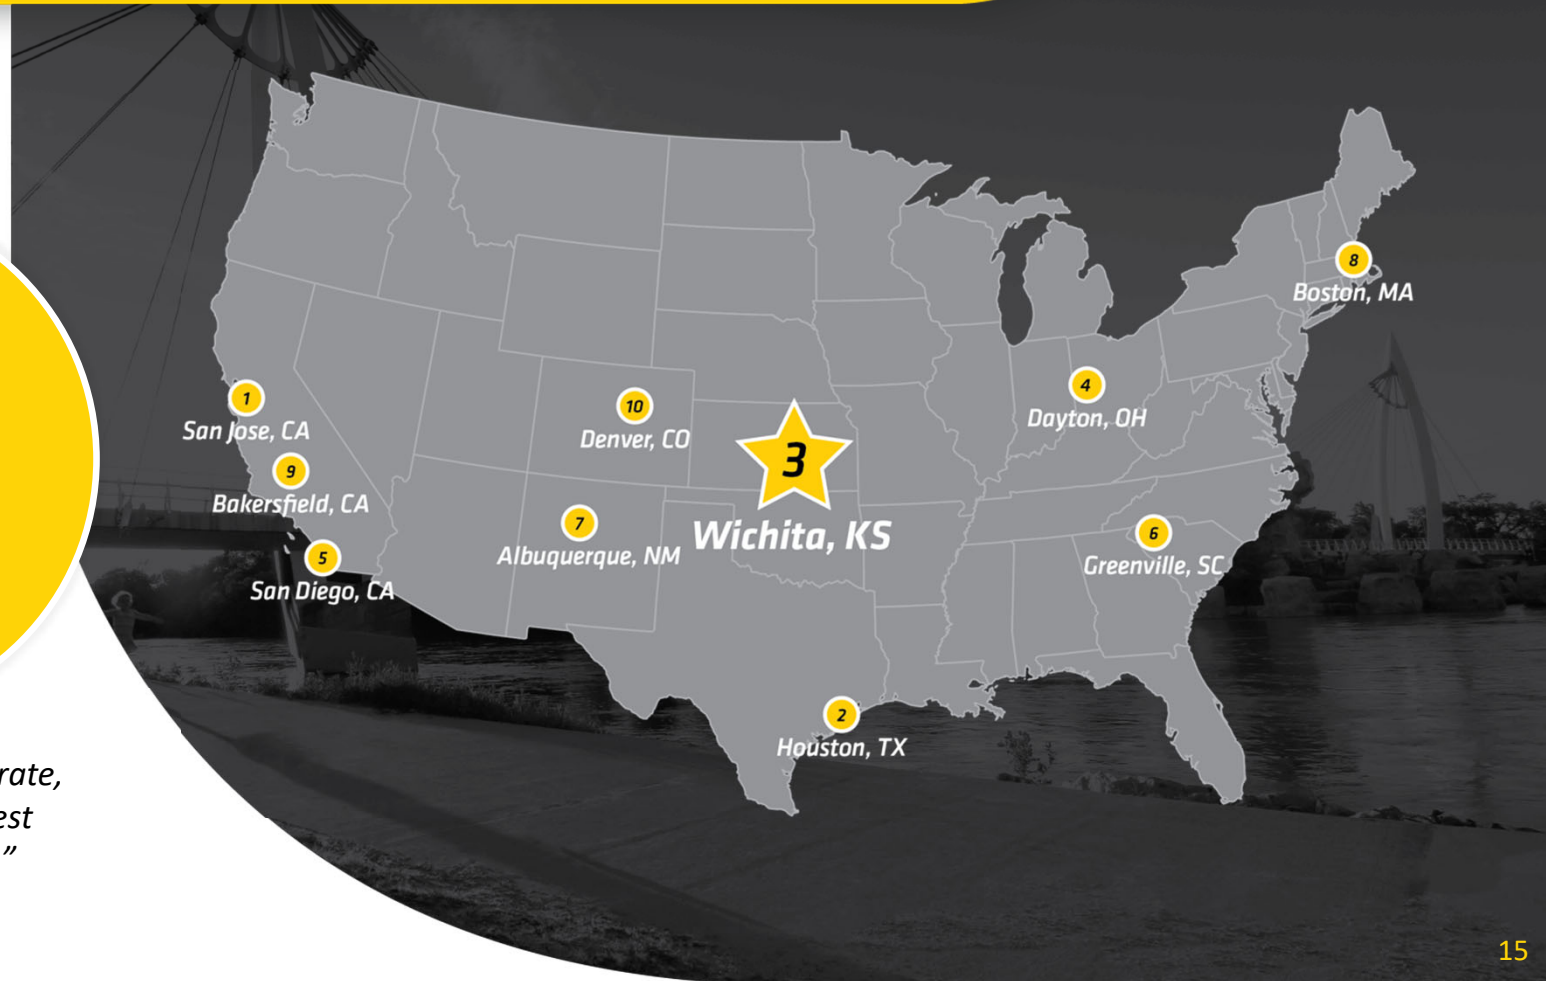 8
Boston, MA
4
Dayton, OH
1
San Jose, CA
10
Denver, CO
3
Wichita, KS
9
Bakersfield, CA
7
Albuquerque, NM
6
Greenville, SC
5
San Diego, CA
2
Houston, TX
rate,
est
”
15